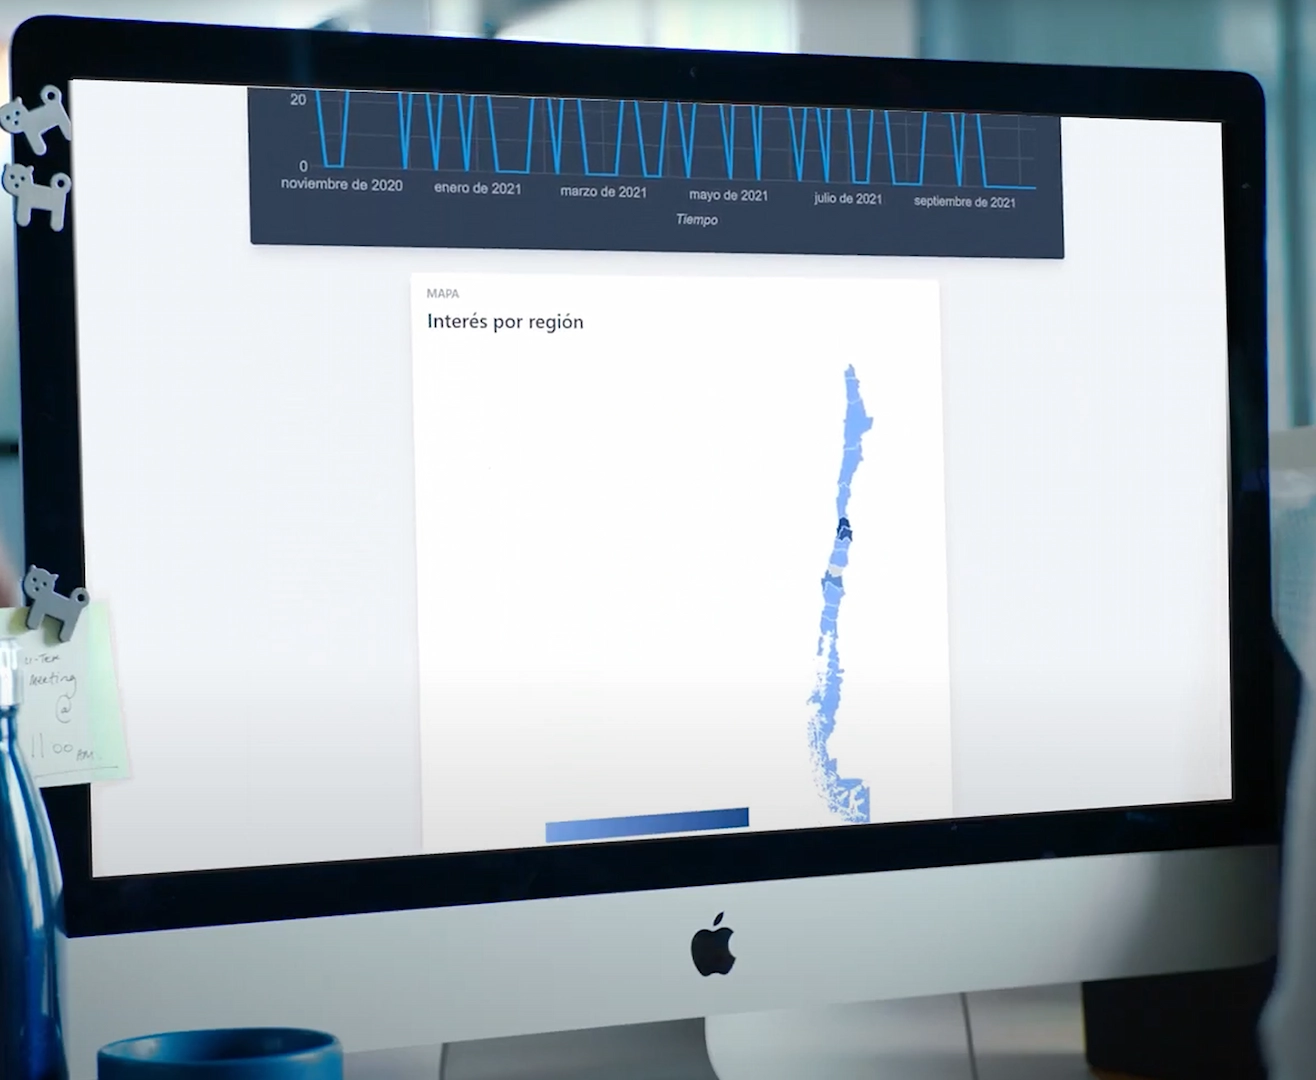 20
0
noviembre de 2020
enero de 2021
marzo de 2021
mayo de 2021
julio de 2021
septiembre de 2021
Tiempo
MAPA
Interés por región
Meeting
@
11 00 AM.